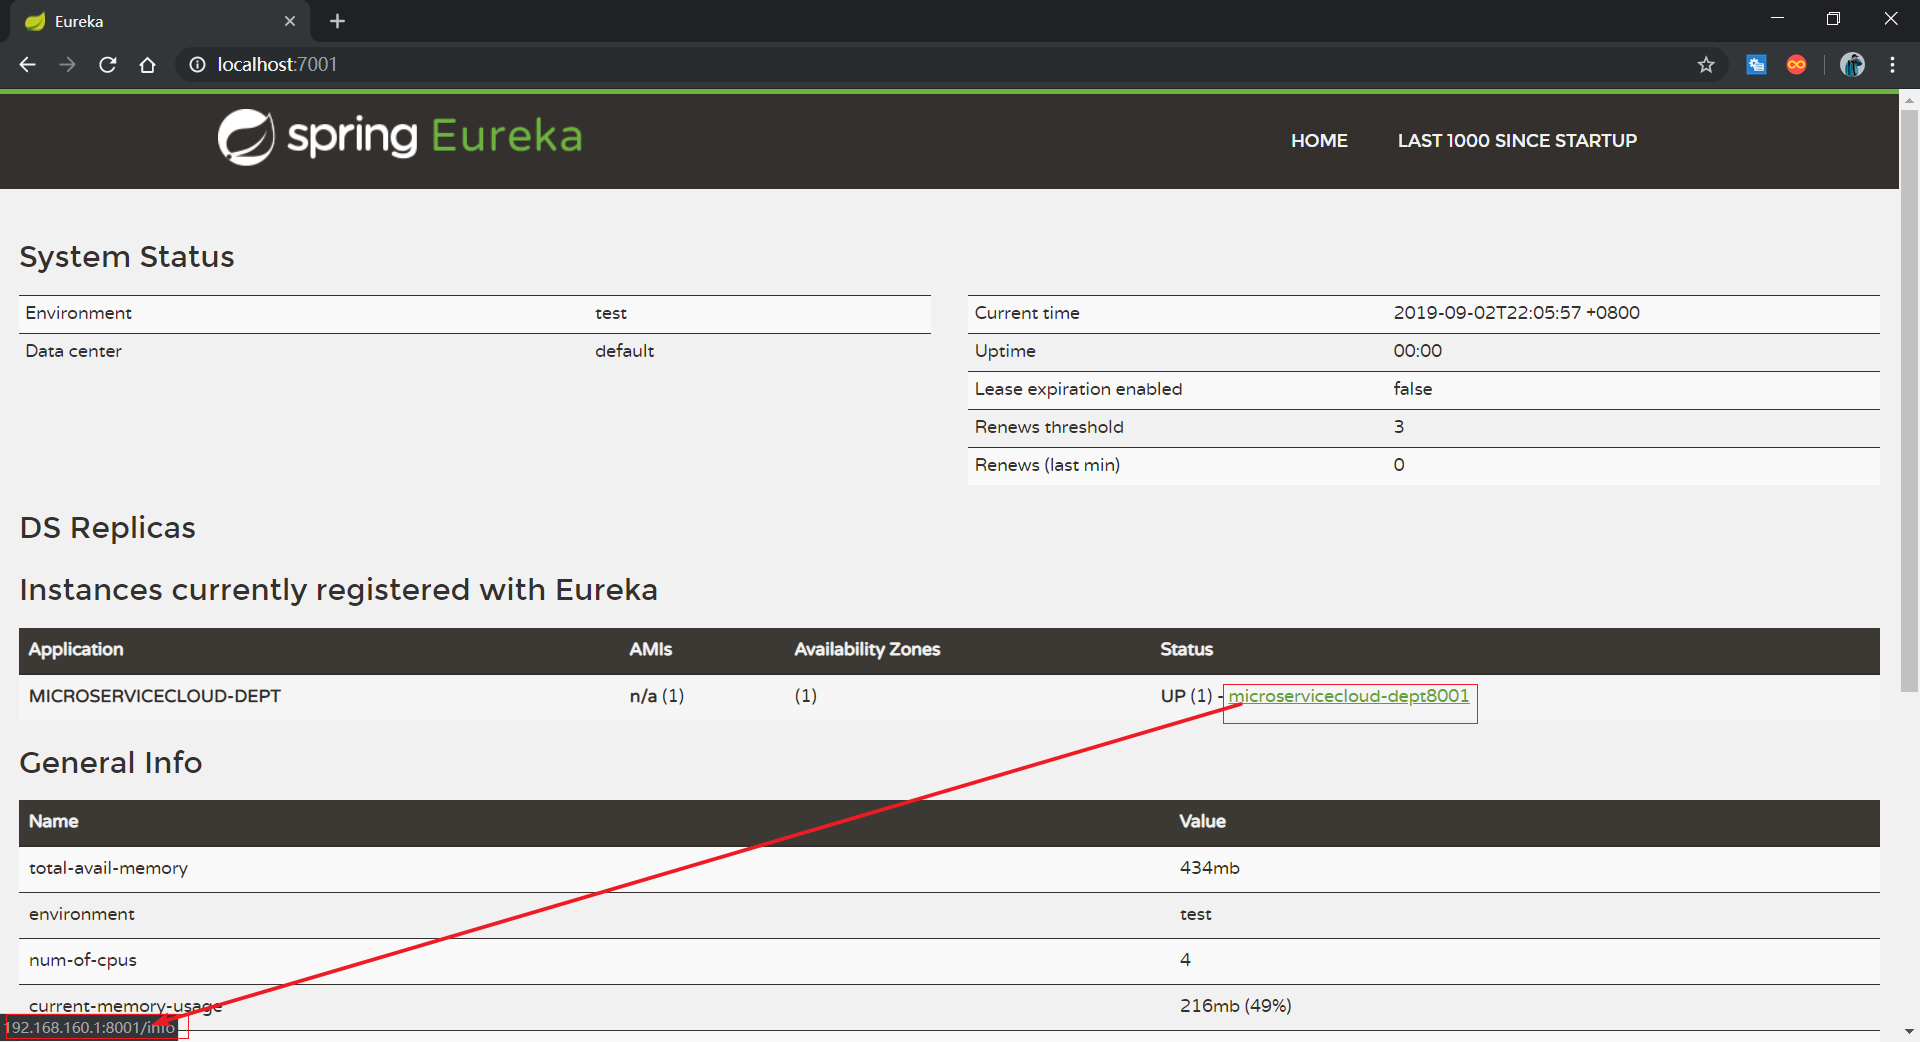 Eureka
localhost:7001
spring Eureka
HOME LAST 1000 SINCE STARTUP
System Status
Environment test
Data center default
Current time 2019-09-02T22:05:57 +0800
Uptime 00:00
Lease expiration enabled false
Renews threshold 3
Renews (last min) 0
DS Replicas
Instances currently registered with Eureka
Application AMIs Availability Zones Status
MICROSERVICECLOUD-DEPT n/a (1) (1) UP (1) - microservicecloud-dept8001
General Info
Name Value
total-avail-memory 434mb
environment test
num-of-cpus 4
current-memory-usage 216mb (49%)
192.168.160.1:8001/info